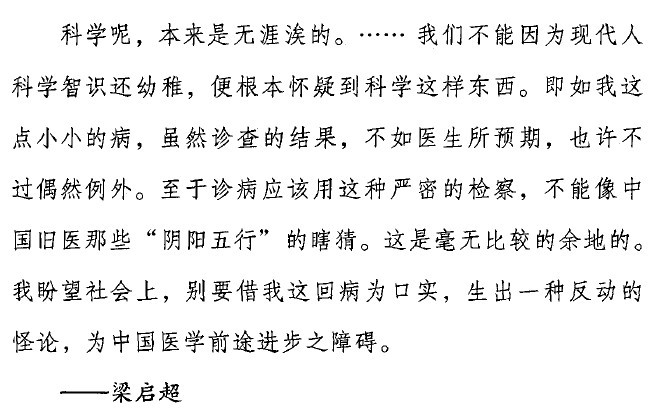 科学呢，本来是无涯涘的。…… 我们不能因为现代人
科学智识还幼稚，便根本怀疑到科学这样东西。即如我这
点小小的病，虽然诊查的结果，不如医生所预期，也许不
过偶然例外。至于诊病应该用这种严密的检察，不能像中
国旧医那些“阴阳五行”的瞎猜。这是毫无比较的余地的。
我盼望社会上，别要借我这回病为口实，生出一种反动的
怪论，为中国医学前途进步之障碍。
——梁启超